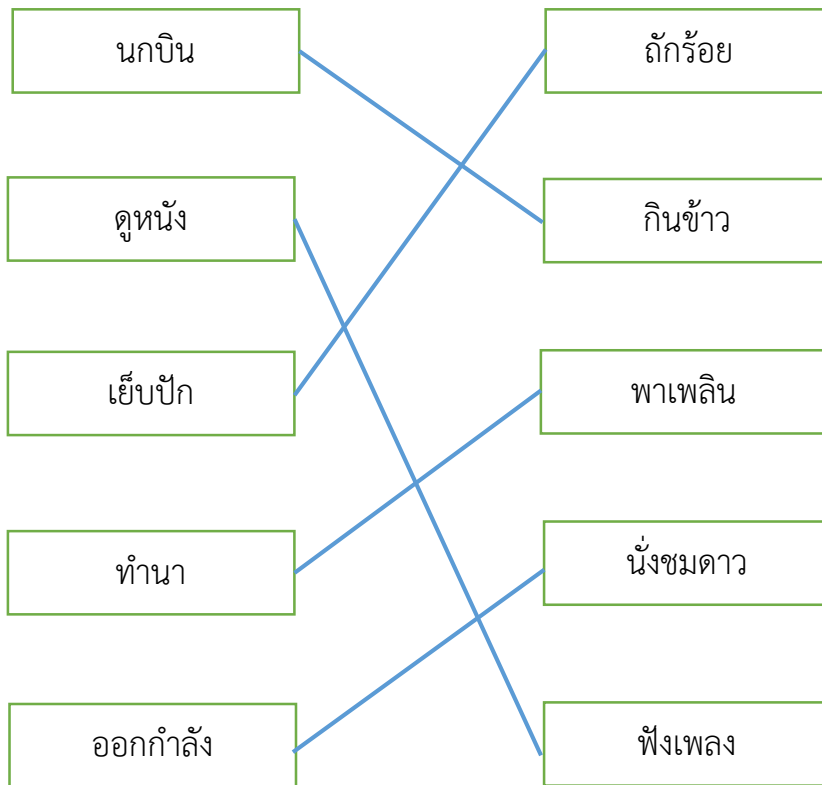 นกบิน
ถักร้อย
ดูหนัง
กินข้าว
เย็บปัก
พาเพลิน
ทำนา
นั่งชมดาว
ออกกำลัง
ฟังเพลง